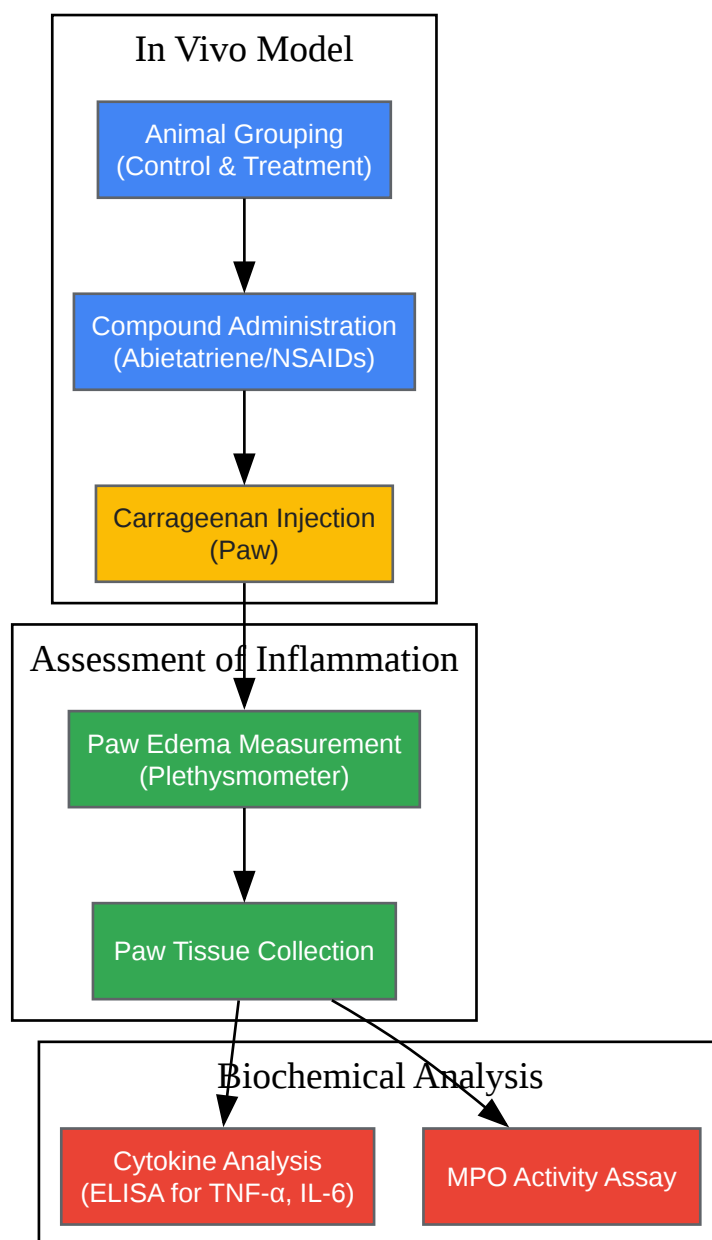 In Vivo Model
Animal Grouping
(Control & Treatment)
Compound Administration
(Abietatriene/NSAIDs)
Carrageenan Injection
(Paw)
Assessment of Inflammation
Paw Edema Measurement
(Plethysmometer)
Paw Tissue Collection
Biochemical Analysis
Cytokine Analysis
(ELISA for TNF-α, IL-6)
MPO Activity Assay